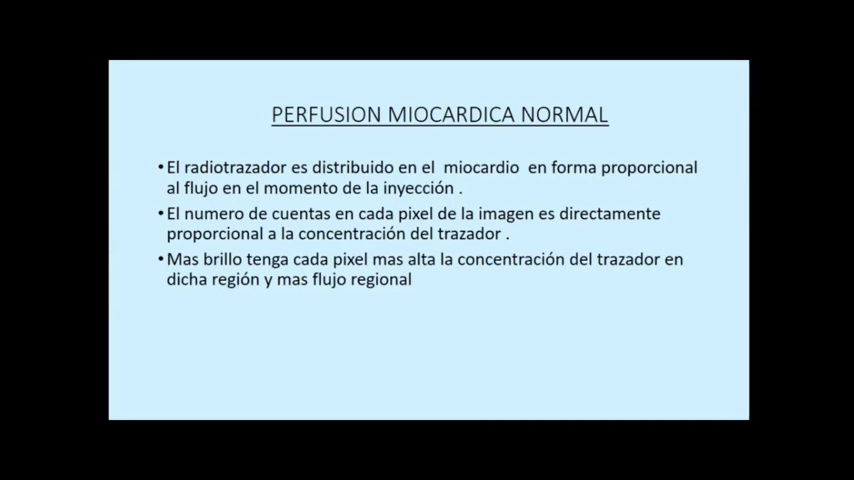 PERFUSION MIOCARDICA NORMAL
•El radiotrazador es distribuido en el miocardio en forma proporcional
al flujo en el momento de la inyección .
•El numero de cuentas en cada pixel de la imagen es directamente
proporcional a la concentración del trazador .
•Mas brillo tenga cada pixel mas alta la concentración del trazador en
dicha región y mas flujo regional